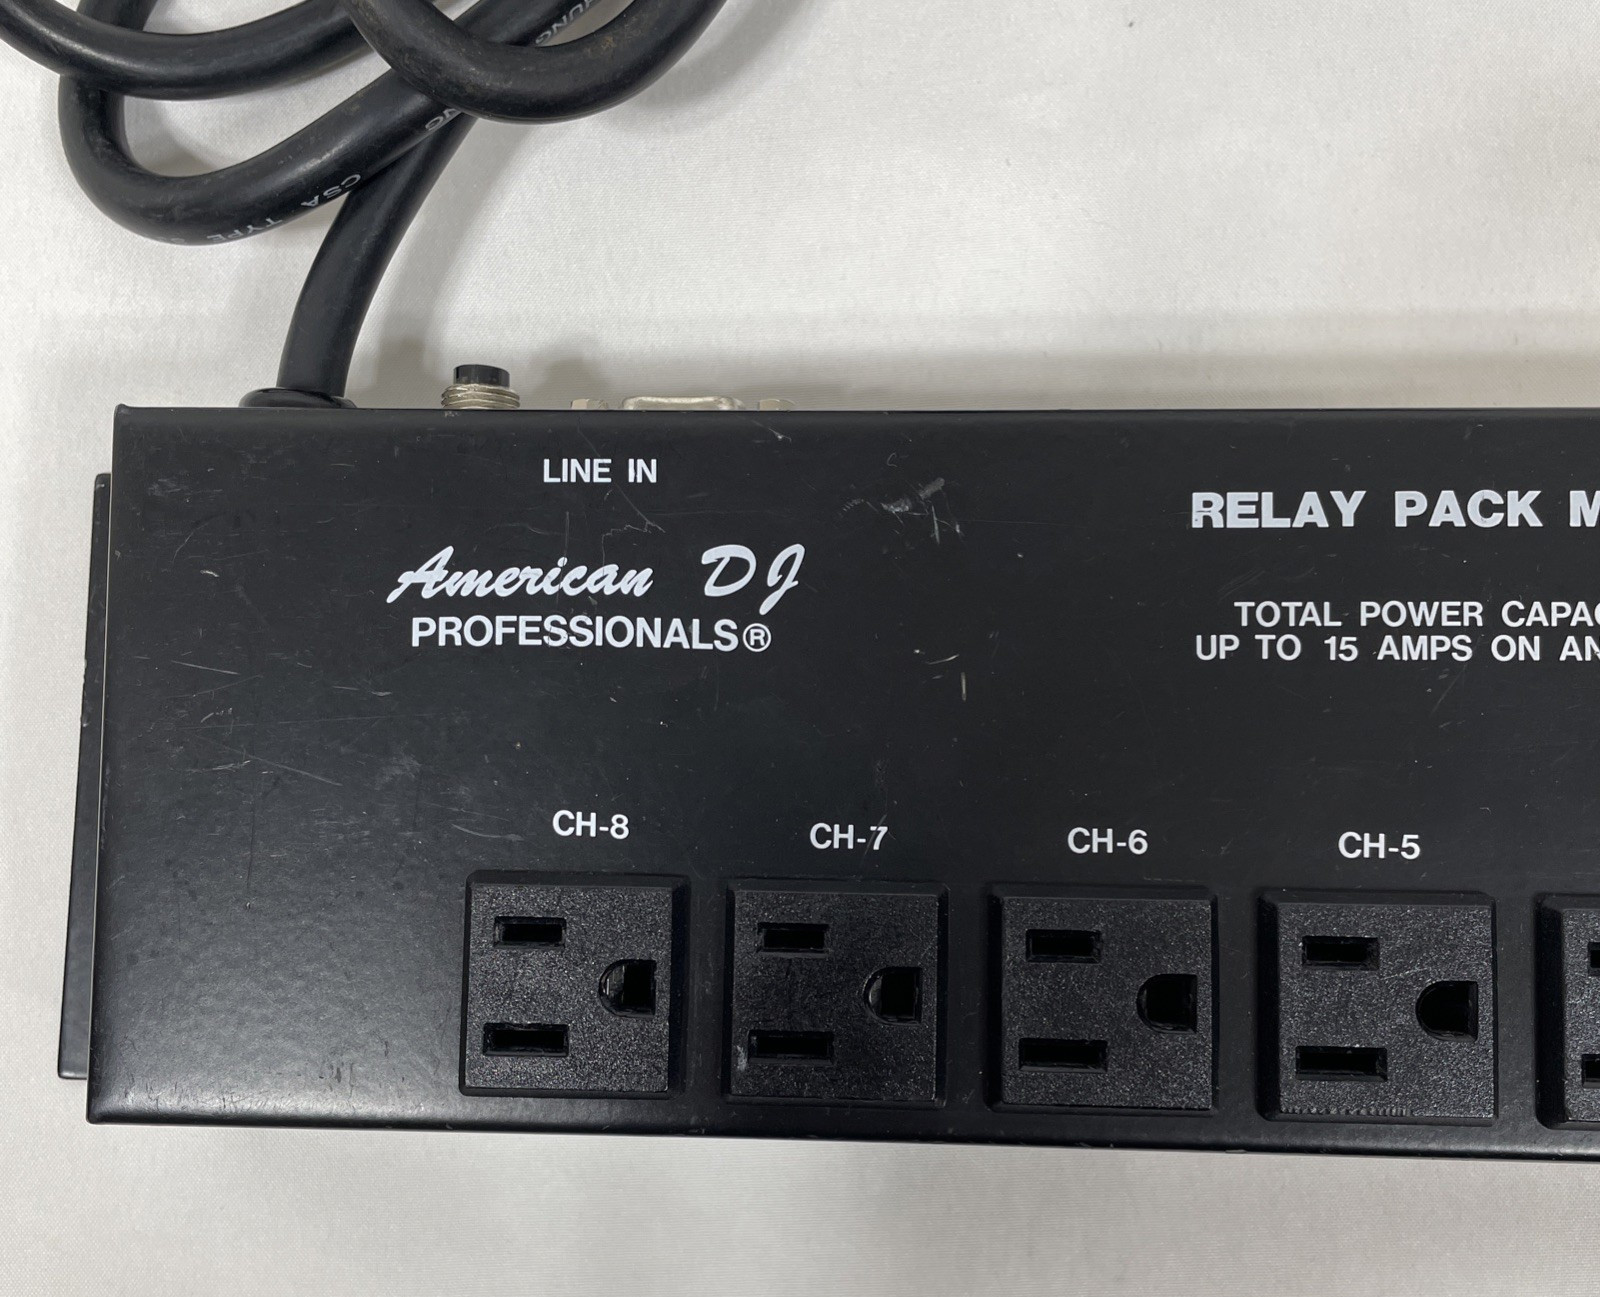 CSA TYPE
LINE IN
RELAY PACK
American DJ
PROFESSIONALS®
TOTAL POWER
UP TO 15 AMPS ON
CH-8
CH-7
CH-6
CH-5